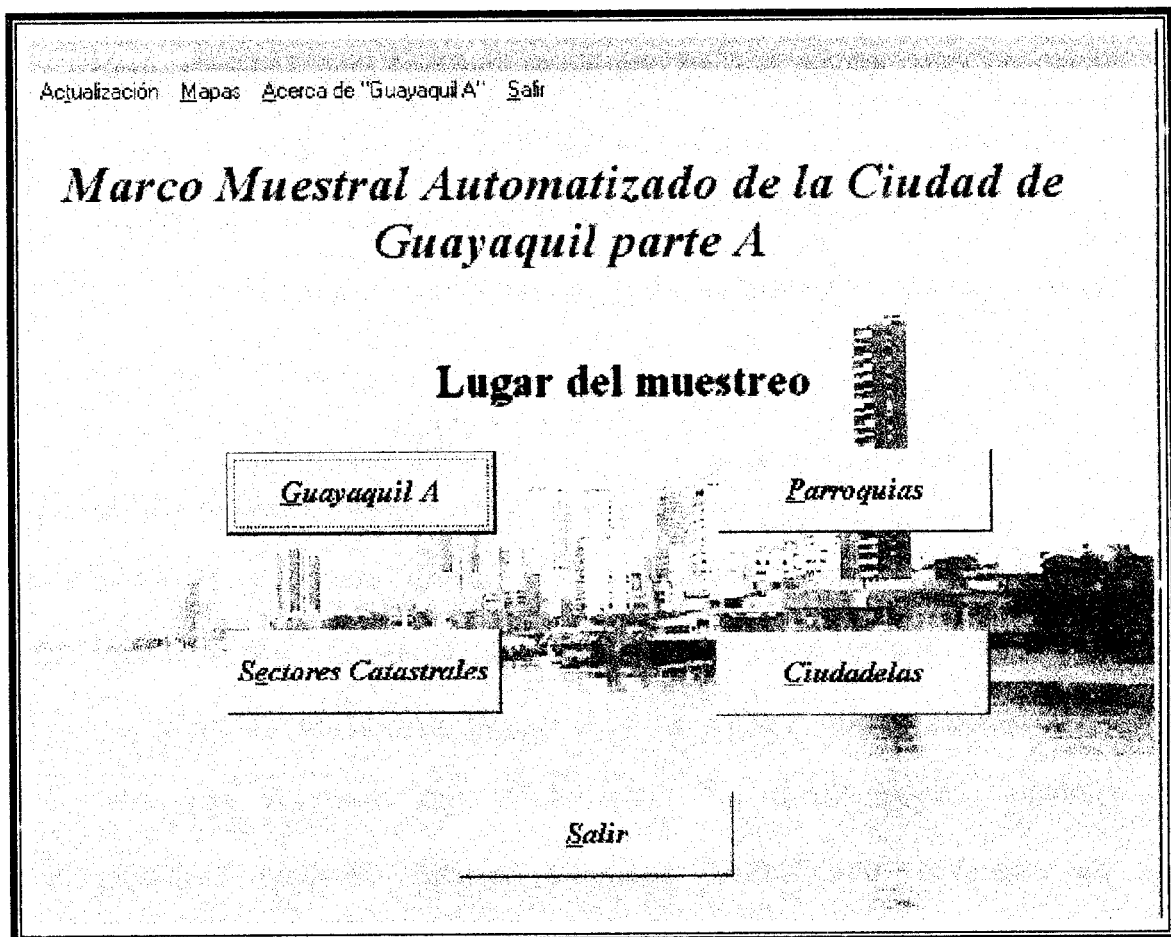 Actualización Mapas Acerca de "Guayaquil A" Salir
Marco Muestral Automatizado de la Ciudad de
Guayaquil parte A
Lugar del muestreo
Guayaquil A
Parroquias
Sectores Catastrales
Ciudadelas
Salir